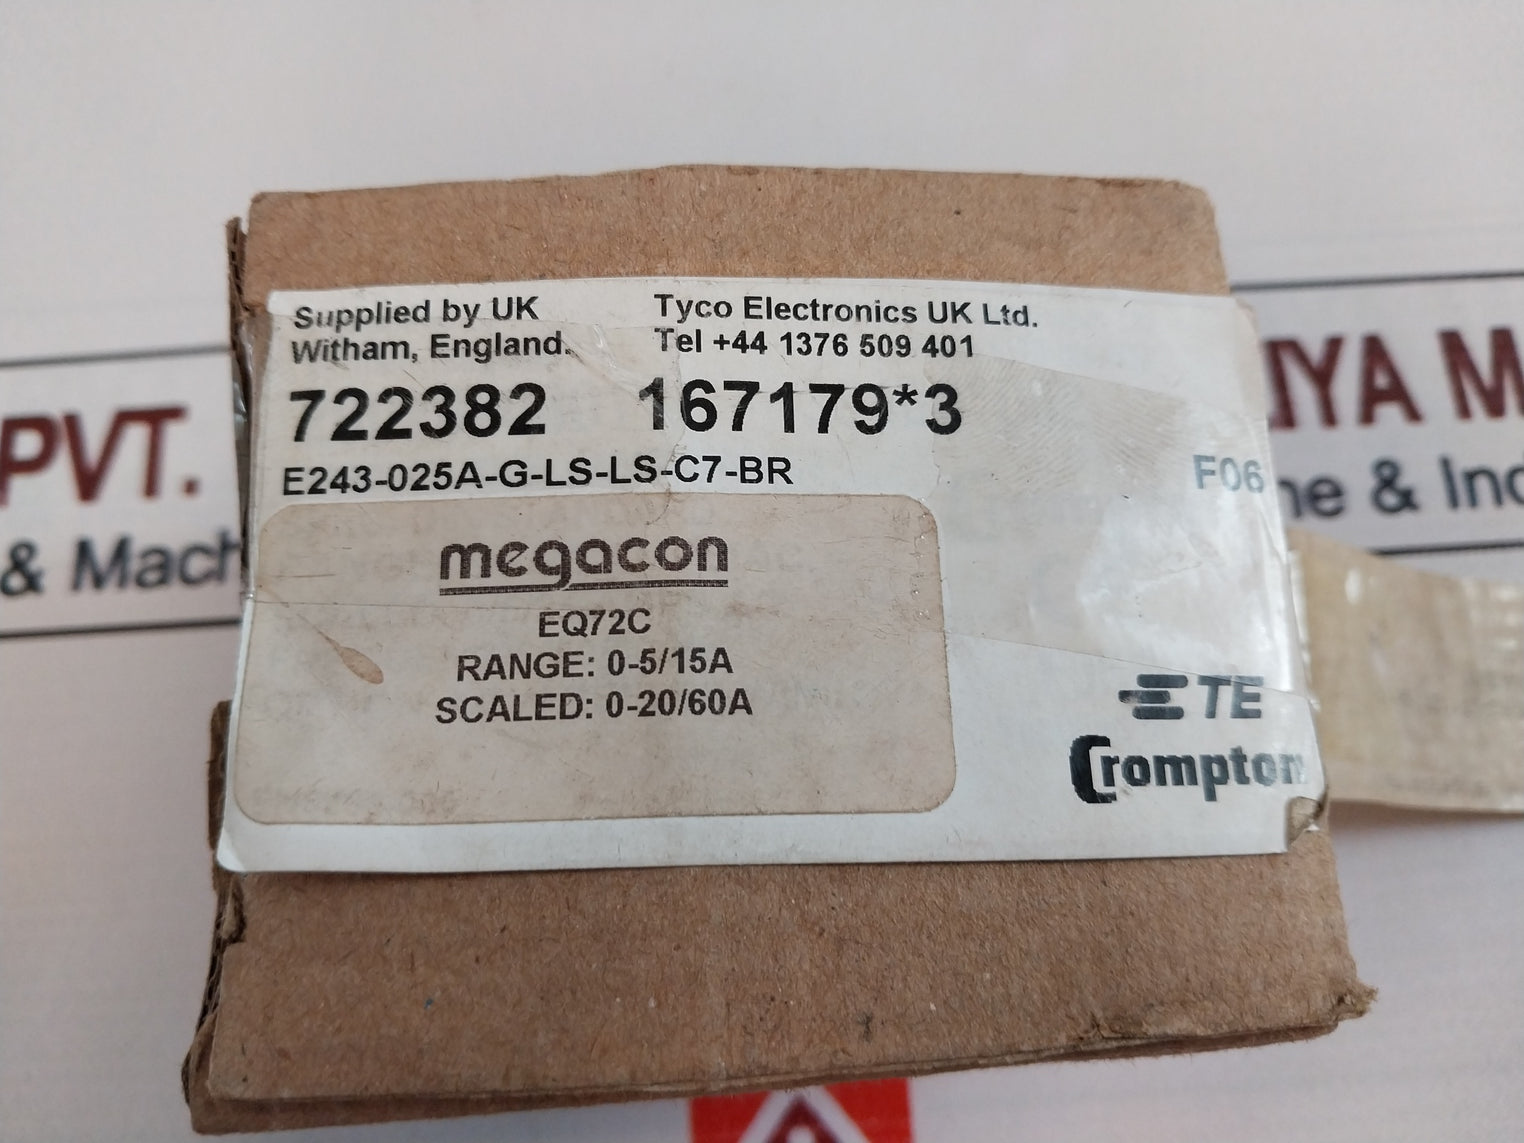 Supplied by UK Tyco Electronics UK Ltd.
Witham, England. Tel +44 1376 509 401
722382 167179*3
E243-025A-G-LS-LS-C7-BR F06
megacon
EQ72C
RANGE: 0-5/15A
SCALED: 0-20/60A
TE
Crompton
PVT.
& Mach
IYA M
ne & Ind